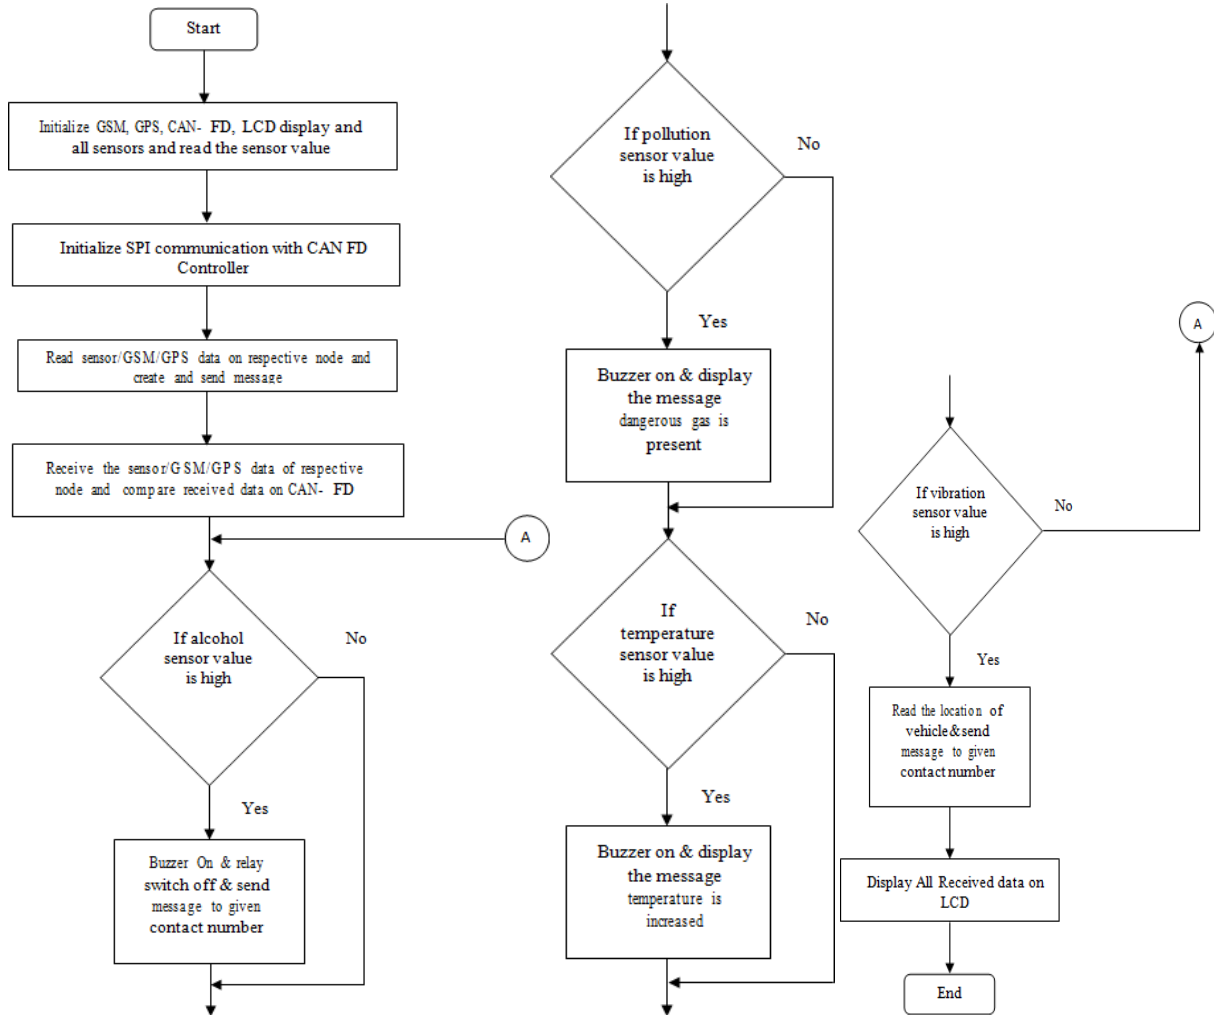 Start
Initialize GSM, GPS, CAN- FD, LCD display and
all sensors and read the sensor value
Initialize SPI communication with CAN FD
Controller
Read sensor/GSM/GPS data on respective node and
create and send message
Receive the sensor/GSM/GPS data of respective
node and compare received data on CAN- FD
A
If alcohol
sensor value
is high
No
Yes
Buzzer On & relay
switch off & send
message to given
contact number
If pollution
sensor value
is high
No
Yes
Buzzer on & display
the message
dangerous gas is
present
If
temperature
sensor value
is high
No
Yes
Buzzer on & display
the message
temperature is
increased
A
If vibration
sensor value
is high
No
Yes
Read the location of
vehicle&send
message to given
contact number
Display All Received data on
LCD
End